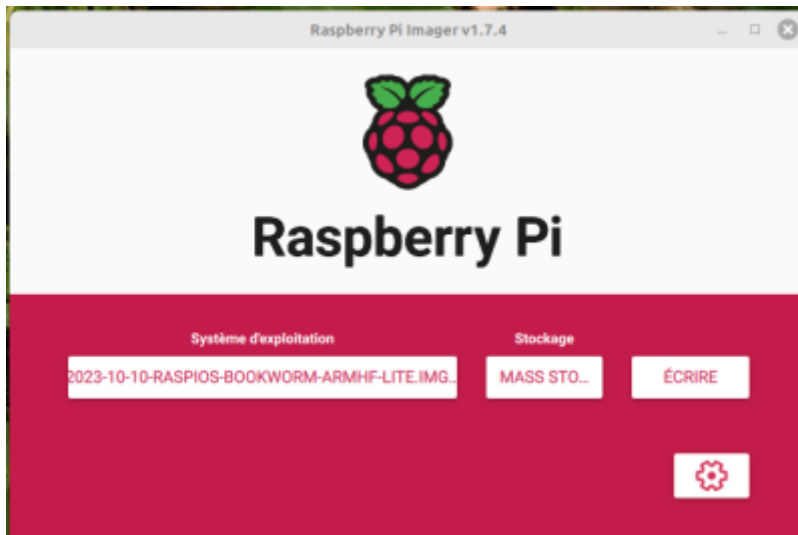 Raspberry Pi Imager v1.7.4
Raspberry Pi
Système d'exploitation
Stockage
2023-10-10-RASPIOS-BOOKWORM-ARMHF-LITE.IMG..
MASS STO...
ÉCRIRE